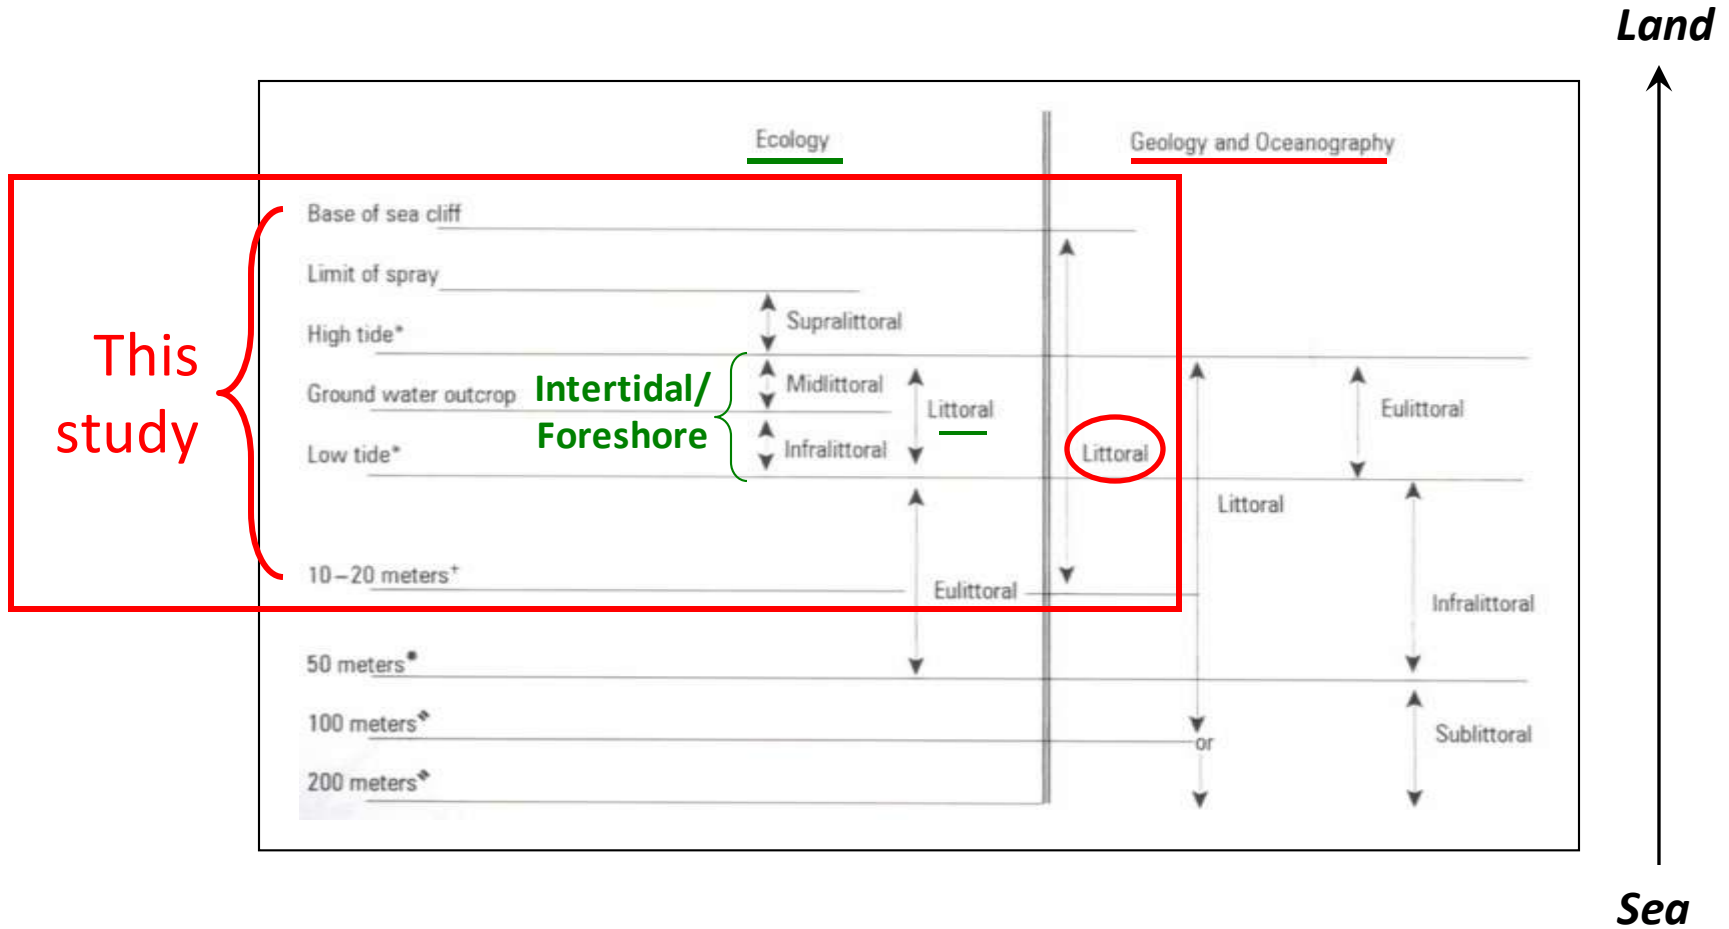 Land
Ecology
Geology and Oceanography
Base of sea cliff
Limit of spray
Supralittoral
High tide*
This
study
Intertidal/
Foreshore
Midlittoral
Ground water outcrop
Littoral
Eulittoral
Infralittoral
Low tide*
Littoral
Littoral
10–20 meters+
Eulittoral
Infralittoral
50 meters●
100 meters
Sublittoral
or
200 meters
Sea